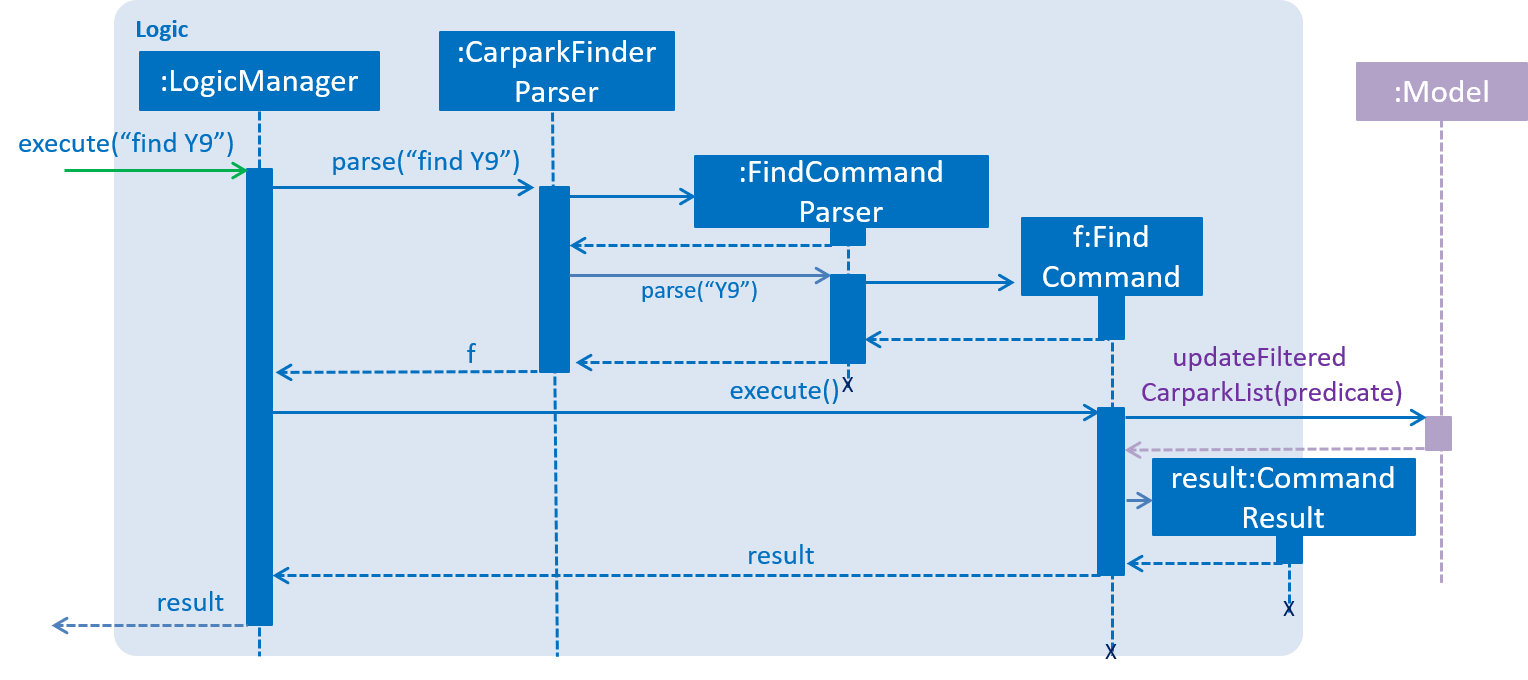 Logic
:LogicManager
:CarparkFinder
Parser
:Model
execute(“find Y9”)
parse(“find Y9”)
:FindCommand
Parser
f:Find
Command
parse(“Y9”)
f
updateFiltered
CarparkList(predicate)
execute()
X
result:Command
Result
result
result
X
X